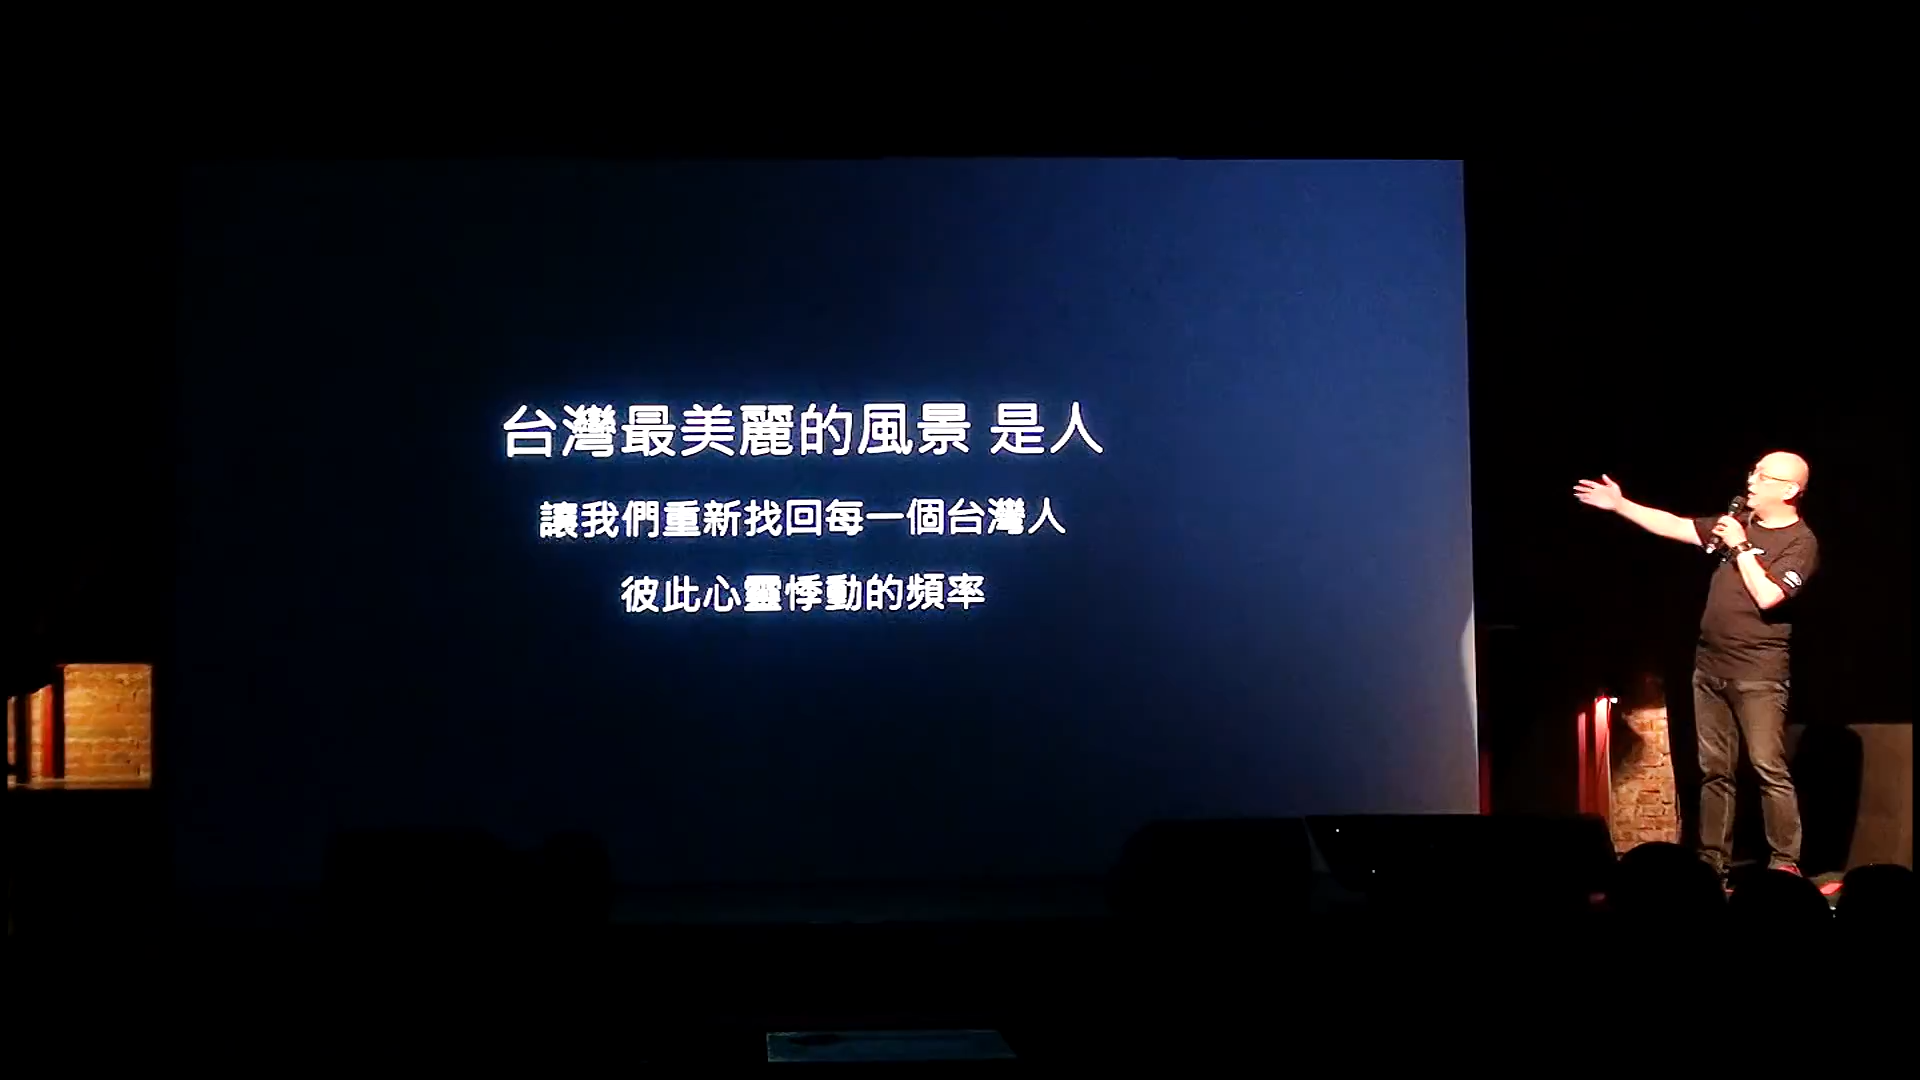 台灣最美麗的風景 是人
讓我們重新找回每一個台灣人
彼此心靈悸動的頻率